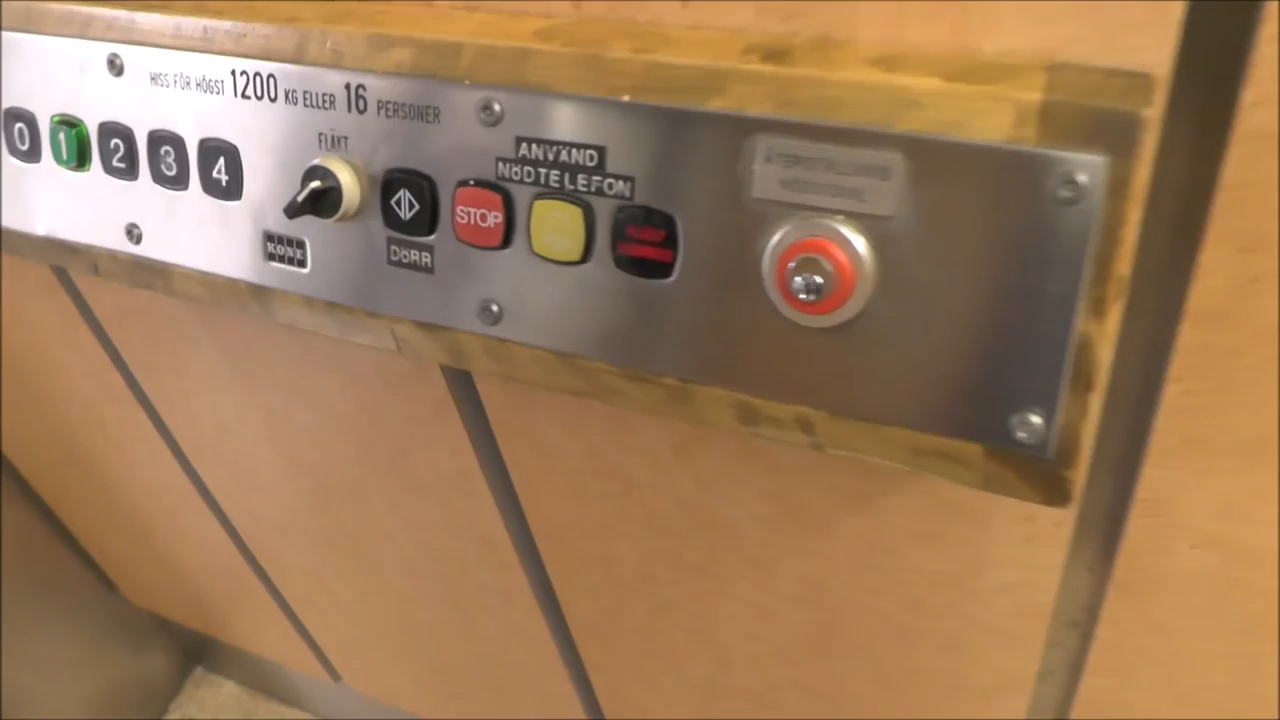 HISS FÖR HÖGST 1200 KG ELLER 16 PERSONER
0 1 2 3 4
FLÄKT
KONE
DÖRR
STOP
ANVÄND
NÖDTELEFON